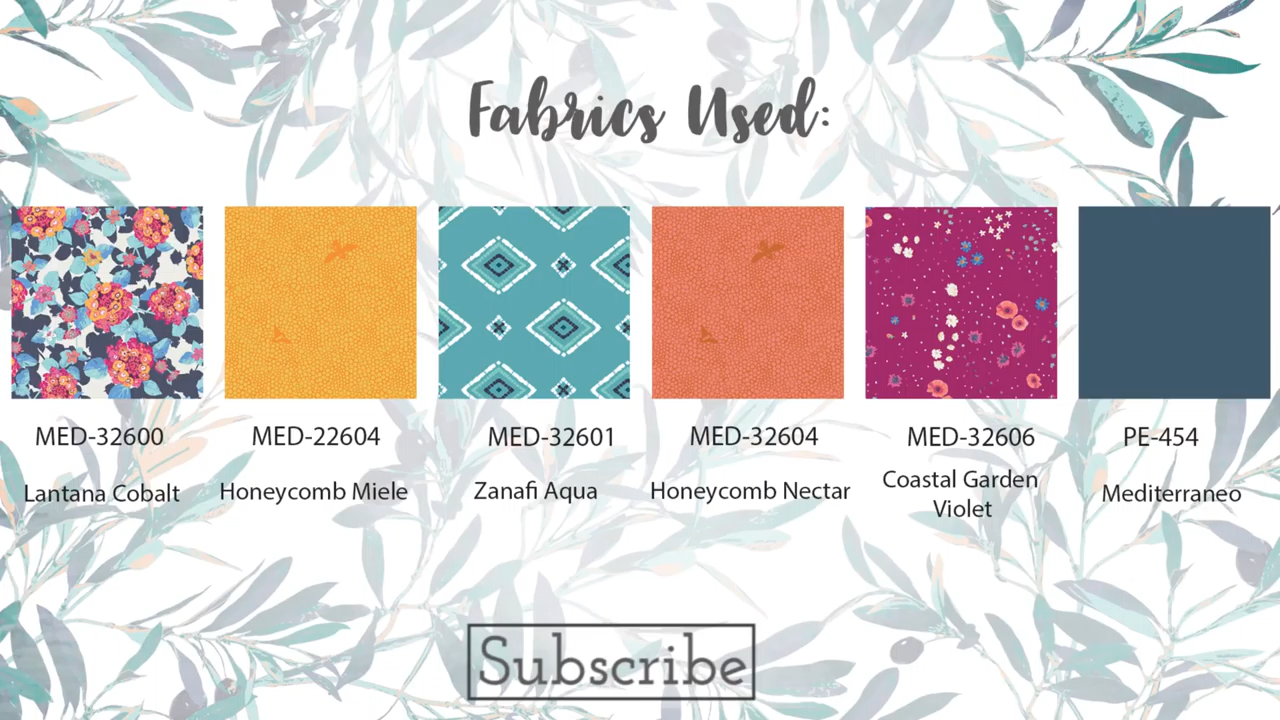 Fabrics Used:
MED-32600
MED-22604
MED-32601
MED-32604
MED-32606
PE-454
Lantana Cobalt
Honeycomb Miele
Zanafi Aqua
Honeycomb Nectar
Coastal Garden
Violet
Mediterraneo
Subscribe